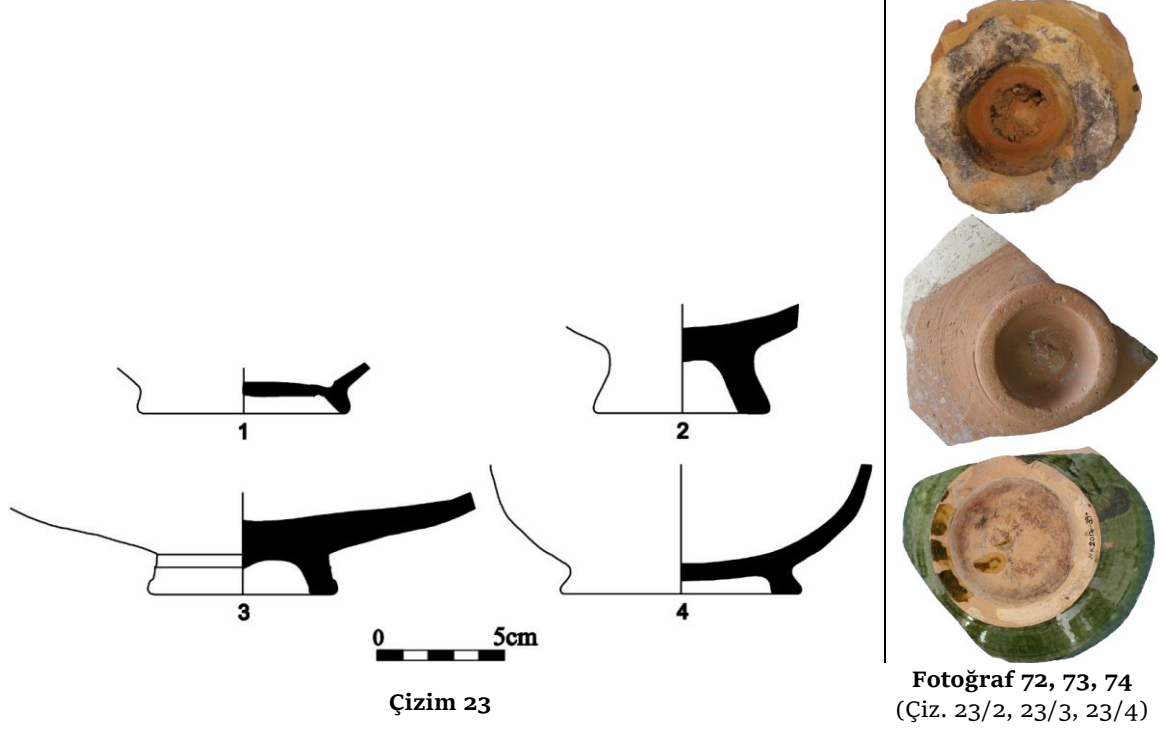 1
2
3
4
0 5cm
Çizim 23
Fotoğraf 72, 73, 74
(Çiz. 23/2, 23/3, 23/4)